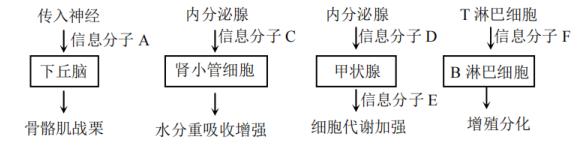 传入神经 内分泌腺 内分泌腺 T 淋巴细胞
信息分子 A 信息分子 C 信息分子 D 信息分子 F
下丘脑 肾小管细胞 甲状腺 B 淋巴细胞
信息分子 E
骨骼肌战栗 水分重吸收增强 细胞代谢加强 增殖分化